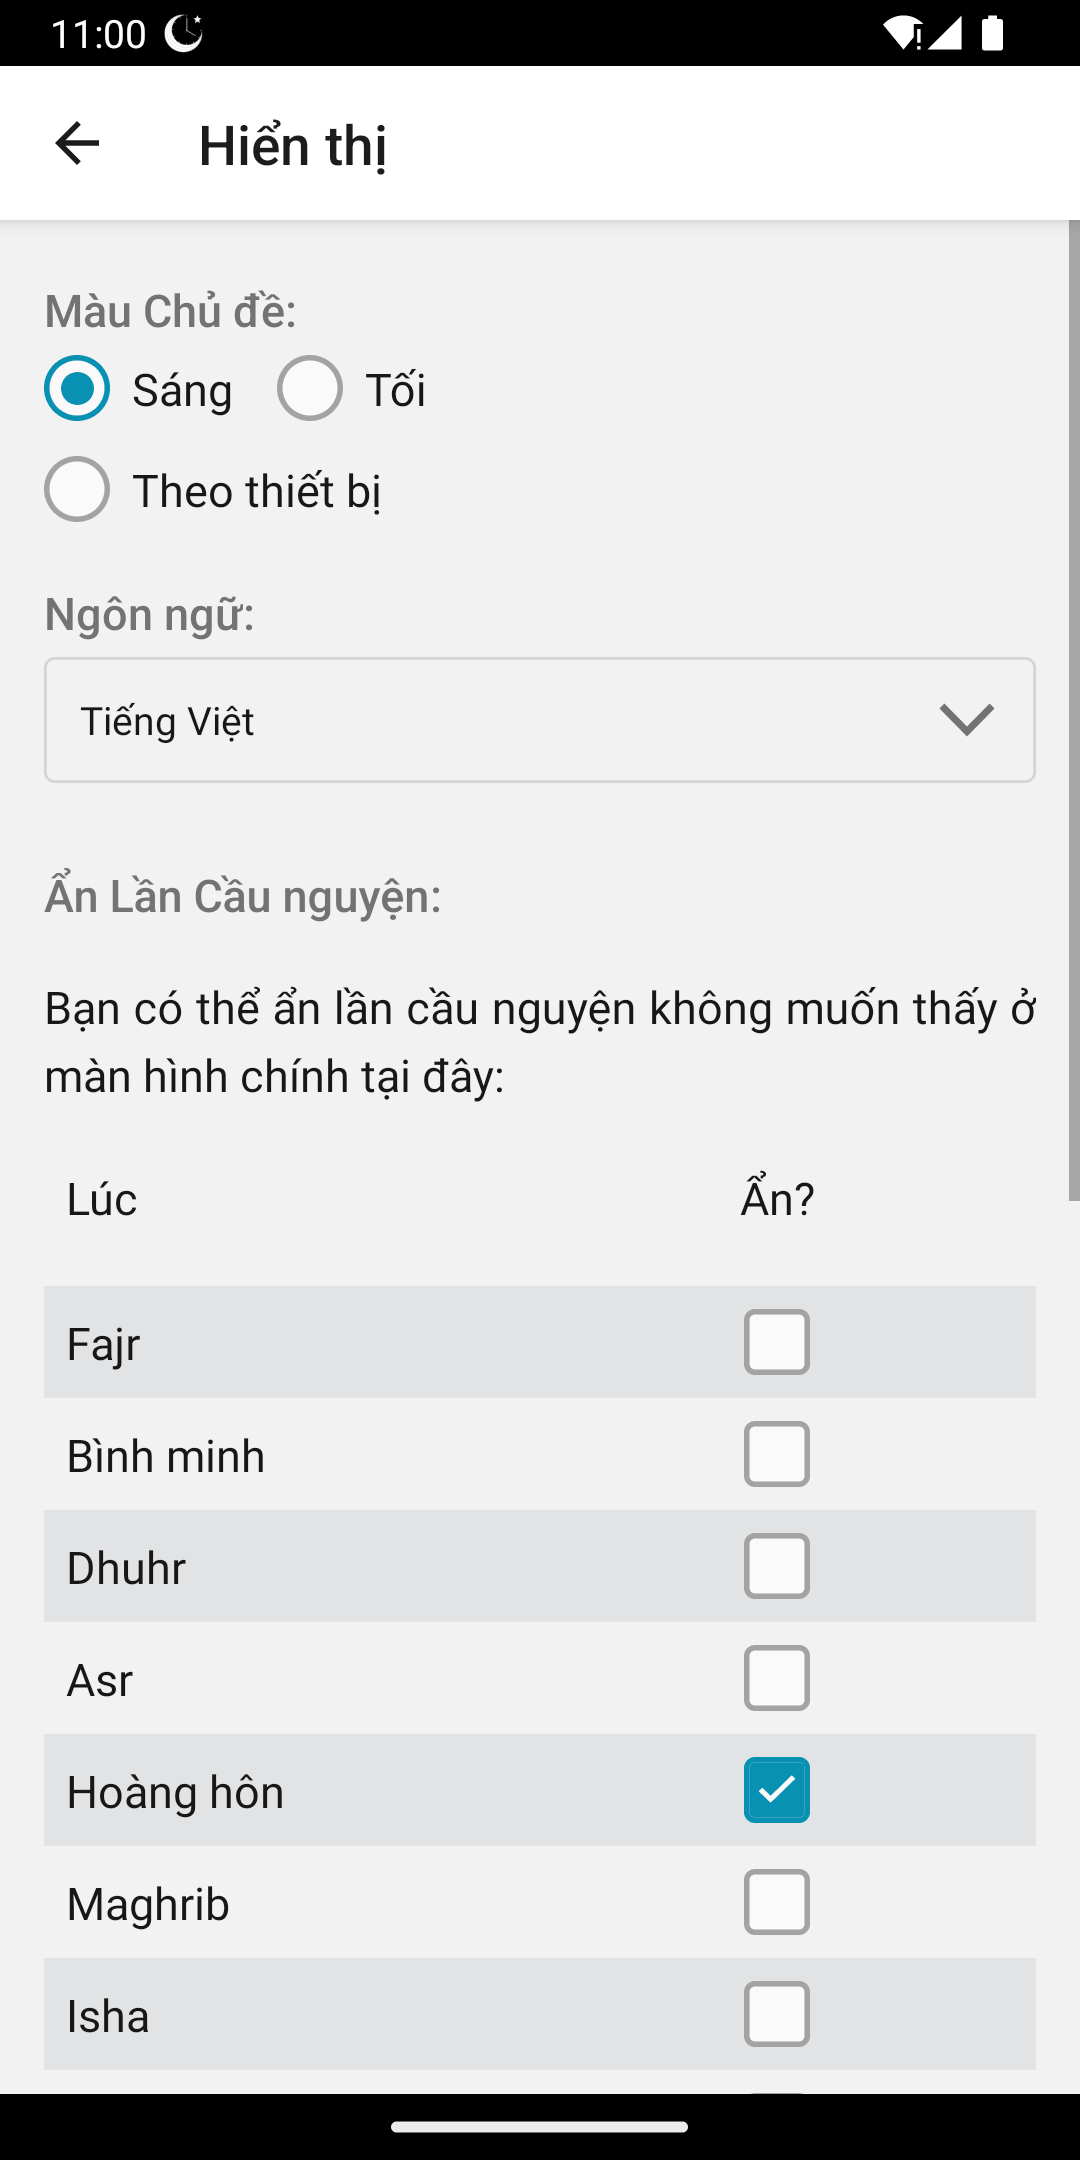 11:00
Hiển thị
Màu Chủ đề:
Sáng Tối
Theo thiết bị
Ngôn ngữ:
Tiếng Việt
Ẩn Lần Cầu nguyện:
Bạn có thể ẩn lần cầu nguyện không muốn thấy ở
màn hình chính tại đây:
Lúc Ẩn?
Fajr
Bình minh
Dhuhr
Asr
Hoàng hôn
Maghrib
Isha